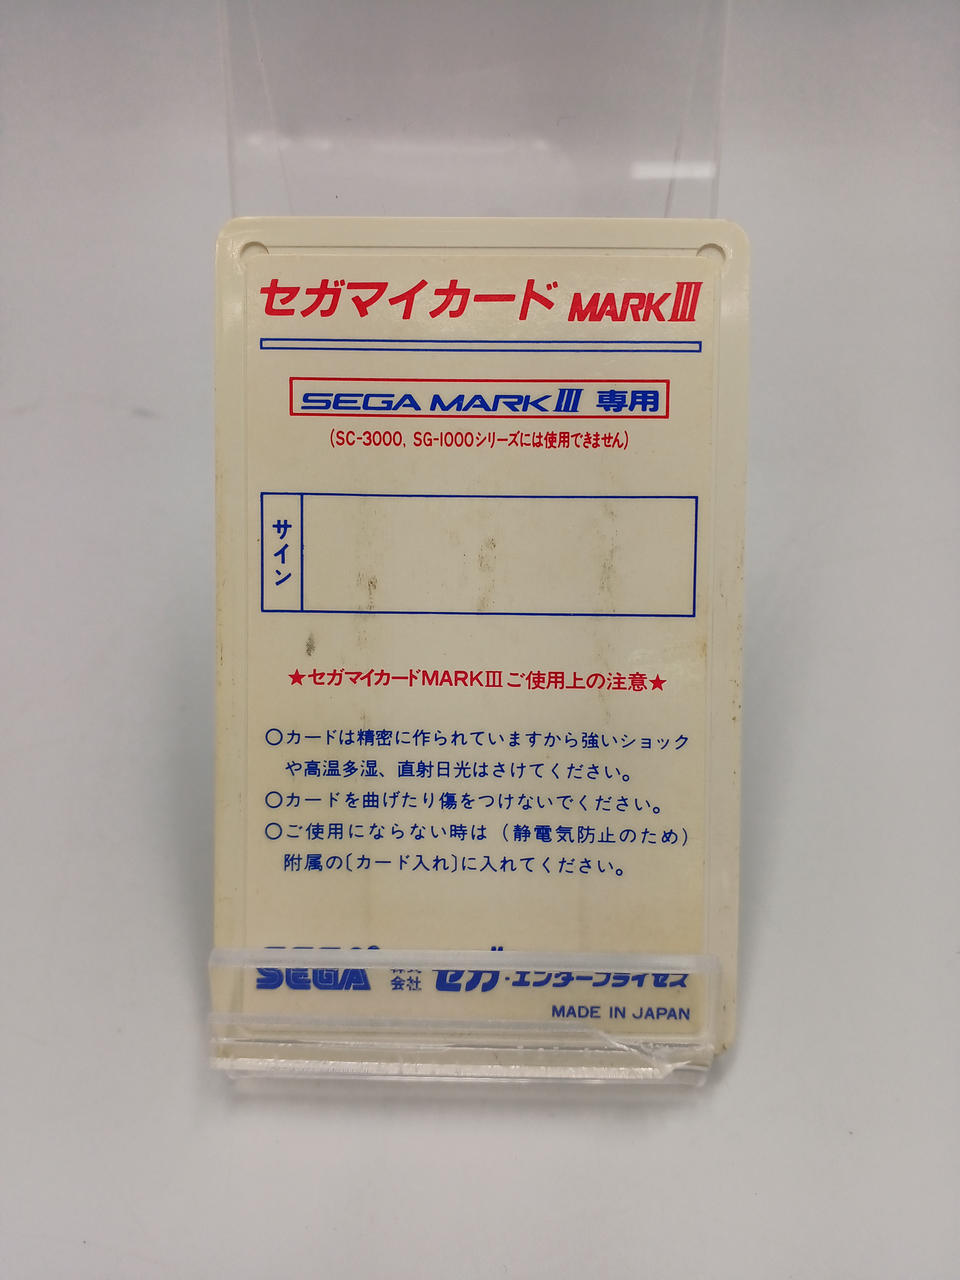 セガマイカード MARK III
SEGA MARK III 専用
(SC-3000, SG-1000シリーズには使用できません)
サイン
★セガマイカードMARK III ご使用上の注意★
○カードは精密に作られていますから強いショック
や高温多湿、直射日光はさけてください。
○カードを曲げたり傷をつけないでください。
○ご使用にならない時は(静電気防止のため)
附属の〔カード入れ〕に入れてください。
SEGA 株式会社 セガ・エンタープライゼス
MADE IN JAPAN